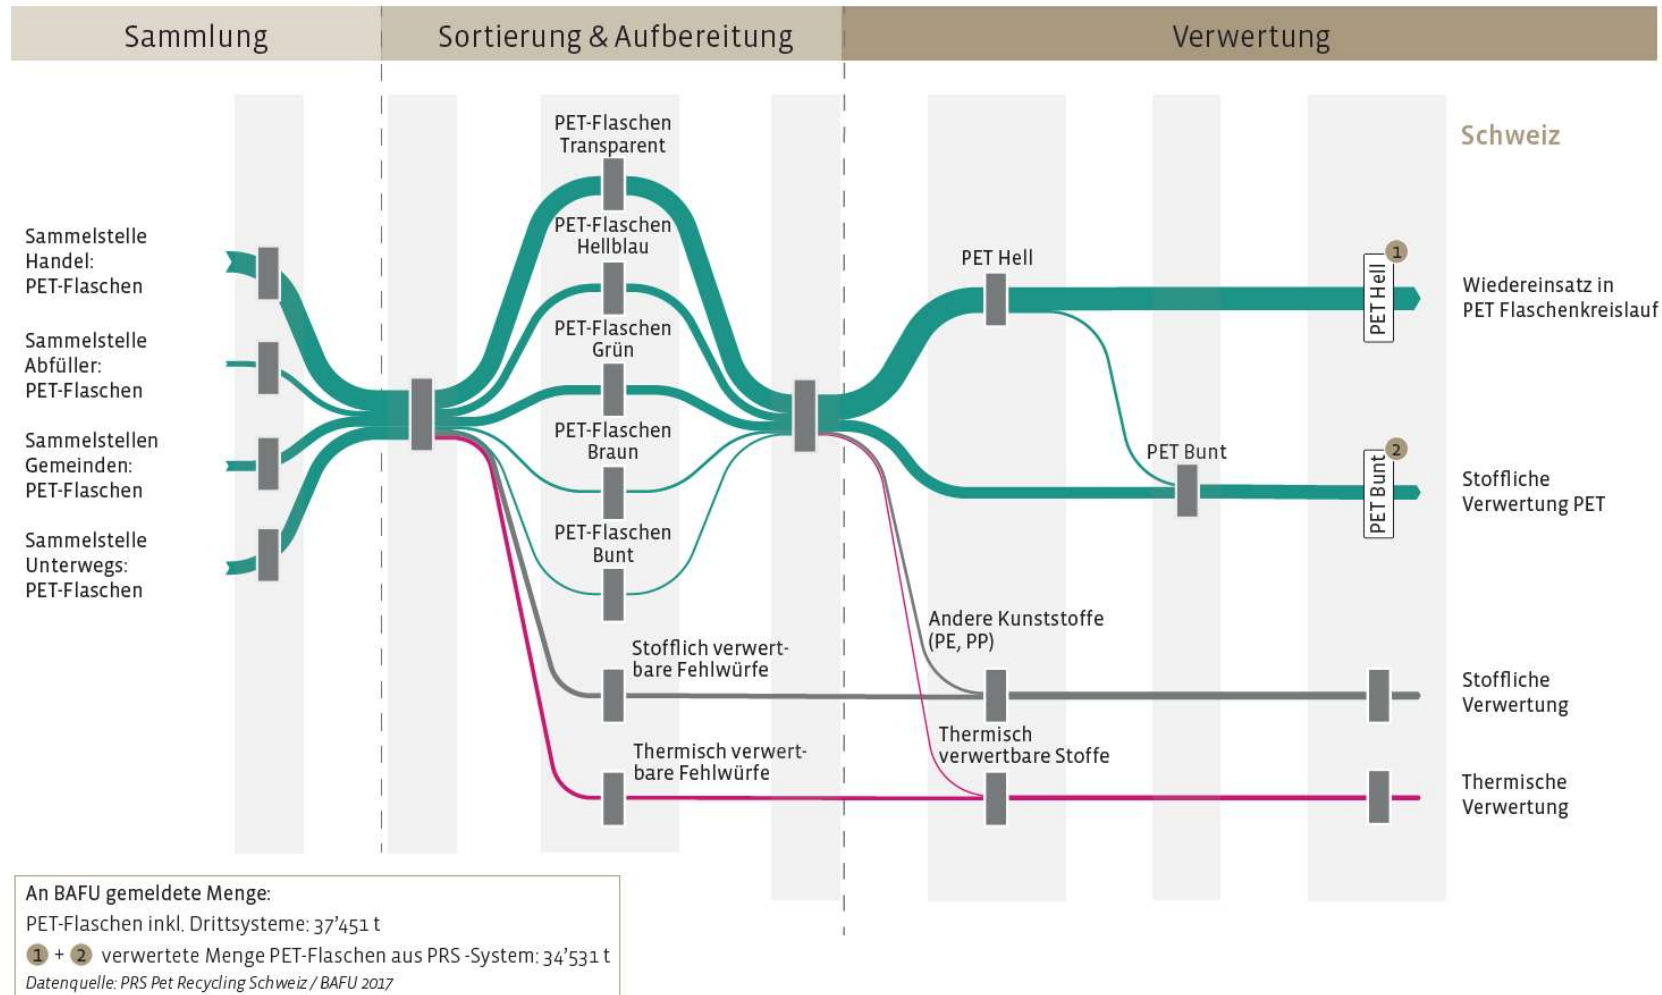 Sammlung
Sortierung & Aufbereitung
Verwertung
Schweiz
Sammelstelle
Handel:
PET-Flaschen
Sammelstelle
Abfüller:
PET-Flaschen
Sammelstellen
Gemeinden:
PET-Flaschen
Sammelstelle
Unterwegs:
PET-Flaschen
PET-Flaschen
Transparent
PET-Flaschen
Hellblau
PET-Flaschen
Grün
PET-Flaschen
Braun
PET-Flaschen
Bunt
Stofflich verwert-
bare Fehlwürfe
Thermisch verwert-
bare Fehlwürfe
PET Hell
PET Bunt
Andere Kunststoffe
(PE, PP)
Thermisch
verwertbare Stoffe
PET Hell
1
PET Bunt
2
Wiedereinsatz in
PET Flaschenkreislauf
Stoffliche
Verwertung PET
Stoffliche
Verwertung
Thermische
Verwertung
An BAFU gemeldete Menge:
PET-Flaschen inkl. Drittsysteme: 37’451 t
1 + 2 verwertete Menge PET-Flaschen aus PRS -System: 34’531 t
Datenquelle: PRS Pet Recycling Schweiz / BAFU 2017